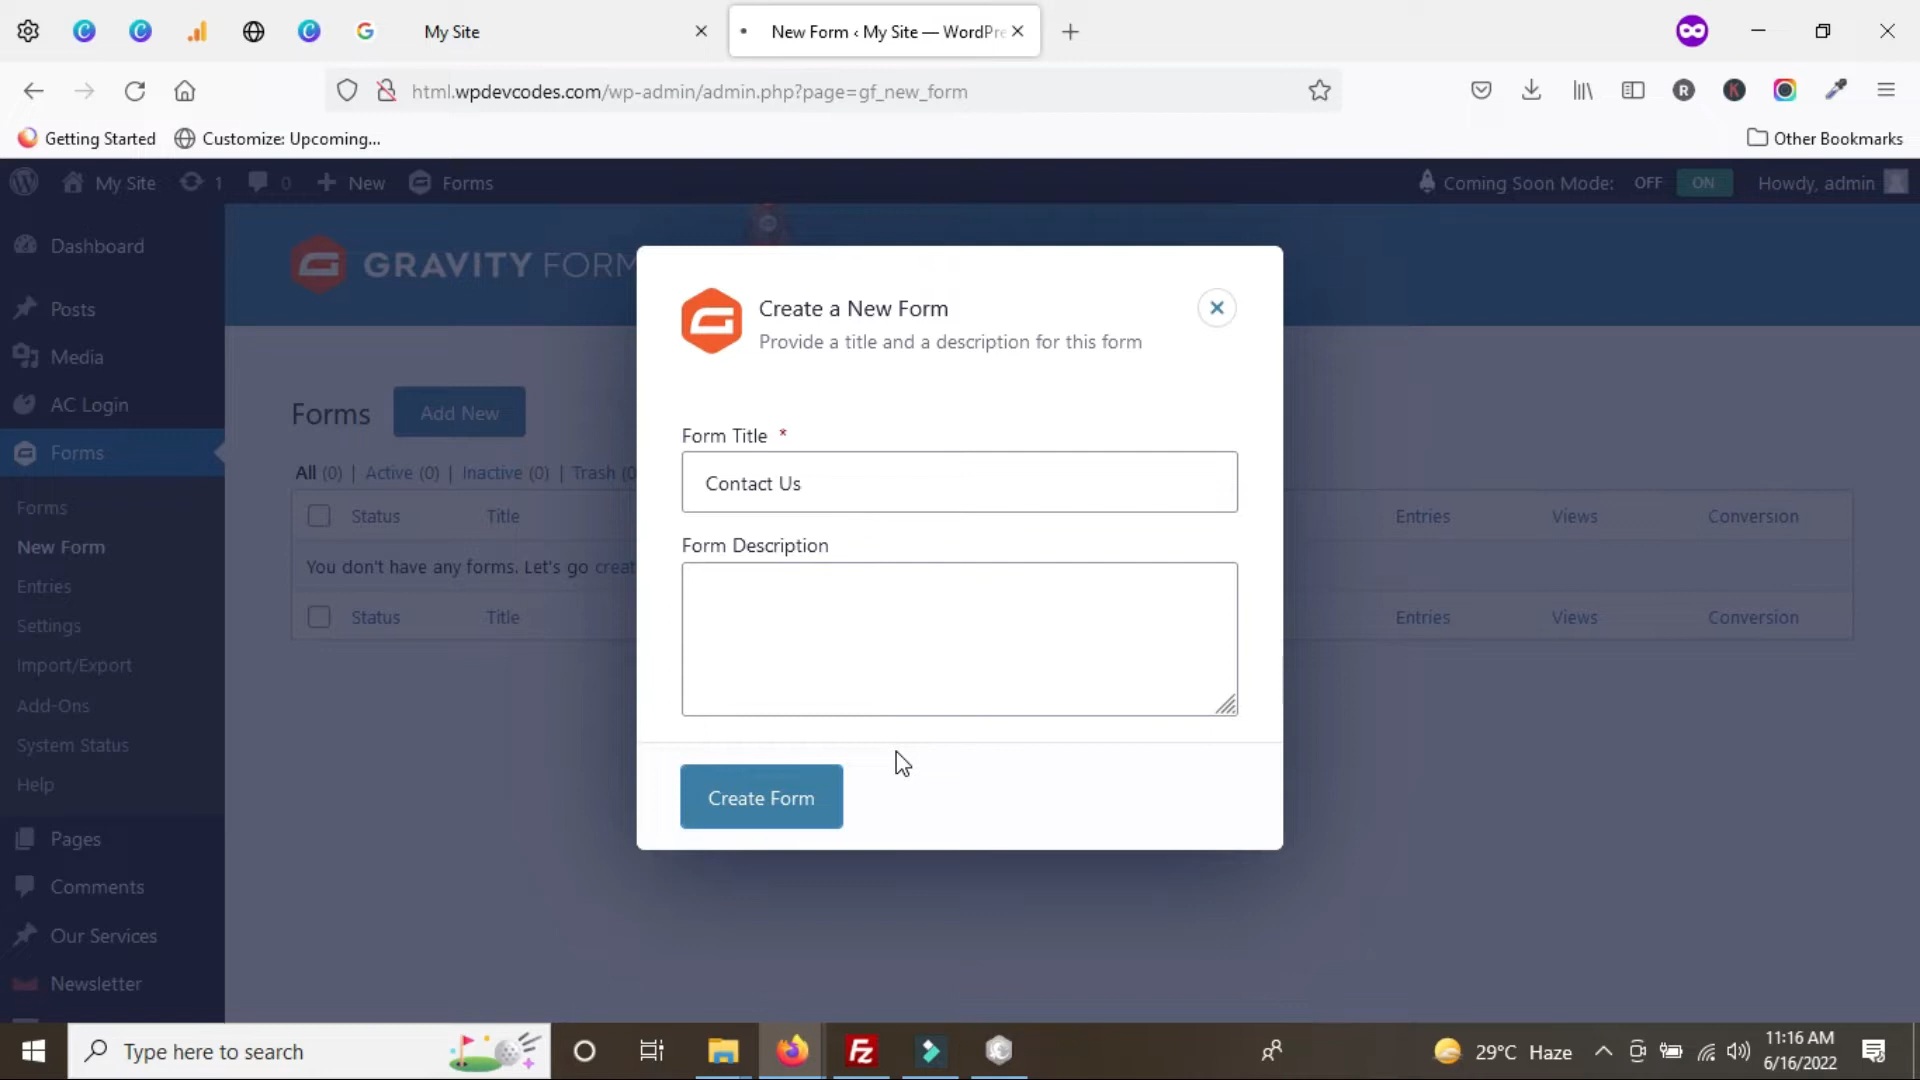 My Site
New Form ‹ My Site — WordPre
html.wpdevcodes.com/wp-admin/admin.php?page=gf_new_form
Getting Started
Customize: Upcoming...
Other Bookmarks
My Site 1 0 New Forms
Coming Soon Mode: OFF ON Howdy, admin
Dashboard
Posts
Media
AC Login
Forms
Forms
New Form
Entries
Settings
Import/Export
Add-Ons
System Status
Help
Pages
Comments
Our Services
Newsletter
GRAVITY FORM
Forms Add New
All (0) | Active (0) | Inactive (0) | Trash (0
Status Title Entries Views Conversion
You don't have any forms. Let's go creat
Status Title Entries Views Conversion
Create a New Form
Provide a title and a description for this form
Form Title *
Contact Us
Form Description
Create Form
Type here to search
29°C Haze
11:16 AM
6/16/2022